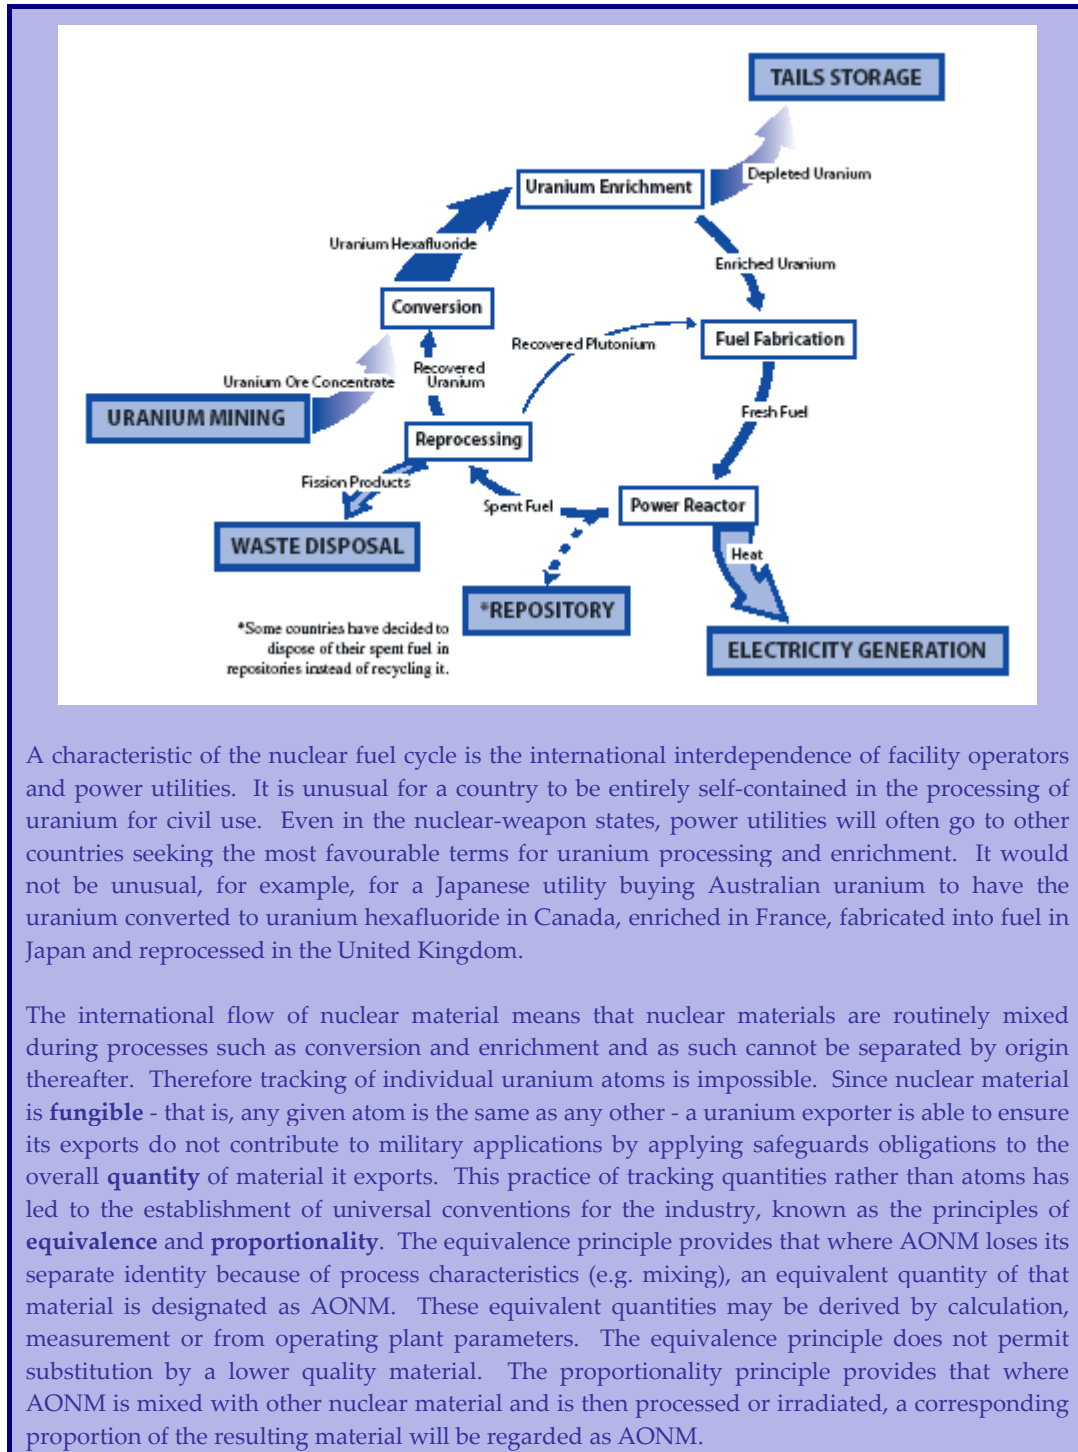 TAILS STORAGE
Uranium Enrichment
Depleted Uranium
Uranium Hexafluoride
Enriched Uranium
Conversion
Recovered Plutonium
Fuel Fabrication
Recovered
Uranium
Uranium Ore Concentrate
URANIUM MINING
Fresh Fuel
Reprocessing
Fission Products
Spent Fuel
Power Reactor
WASTE DISPOSAL
Heat
*REPOSITORY
*Some countries have decided to
dispose of their spent fuel in
repositories instead of recycling it.
ELECTRICITY GENERATION
A characteristic of the nuclear fuel cycle is the international interdependence of facility operators
and power utilities. It is unusual for a country to be entirely self-contained in the processing of
uranium for civil use. Even in the nuclear-weapon states, power utilities will often go to other
countries seeking the most favourable terms for uranium processing and enrichment. It would
not be unusual, for example, for a Japanese utility buying Australian uranium to have the
uranium converted to uranium hexafluoride in Canada, enriched in France, fabricated into fuel in
Japan and reprocessed in the United Kingdom.
The international flow of nuclear material means that nuclear materials are routinely mixed
during processes such as conversion and enrichment and as such cannot be separated by origin
thereafter. Therefore tracking of individual uranium atoms is impossible. Since nuclear material
is fungible - that is, any given atom is the same as any other - a uranium exporter is able to ensure
its exports do not contribute to military applications by applying safeguards obligations to the
overall quantity of material it exports. This practice of tracking quantities rather than atoms has
led to the establishment of universal conventions for the industry, known as the principles of
equivalence and proportionality. The equivalence principle provides that where AONM loses its
separate identity because of process characteristics (e.g. mixing), an equivalent quantity of that
material is designated as AONM. These equivalent quantities may be derived by calculation,
measurement or from operating plant parameters. The equivalence principle does not permit
substitution by a lower quality material. The proportionality principle provides that where
AONM is mixed with other nuclear material and is then processed or irradiated, a corresponding
proportion of the resulting material will be regarded as AONM.